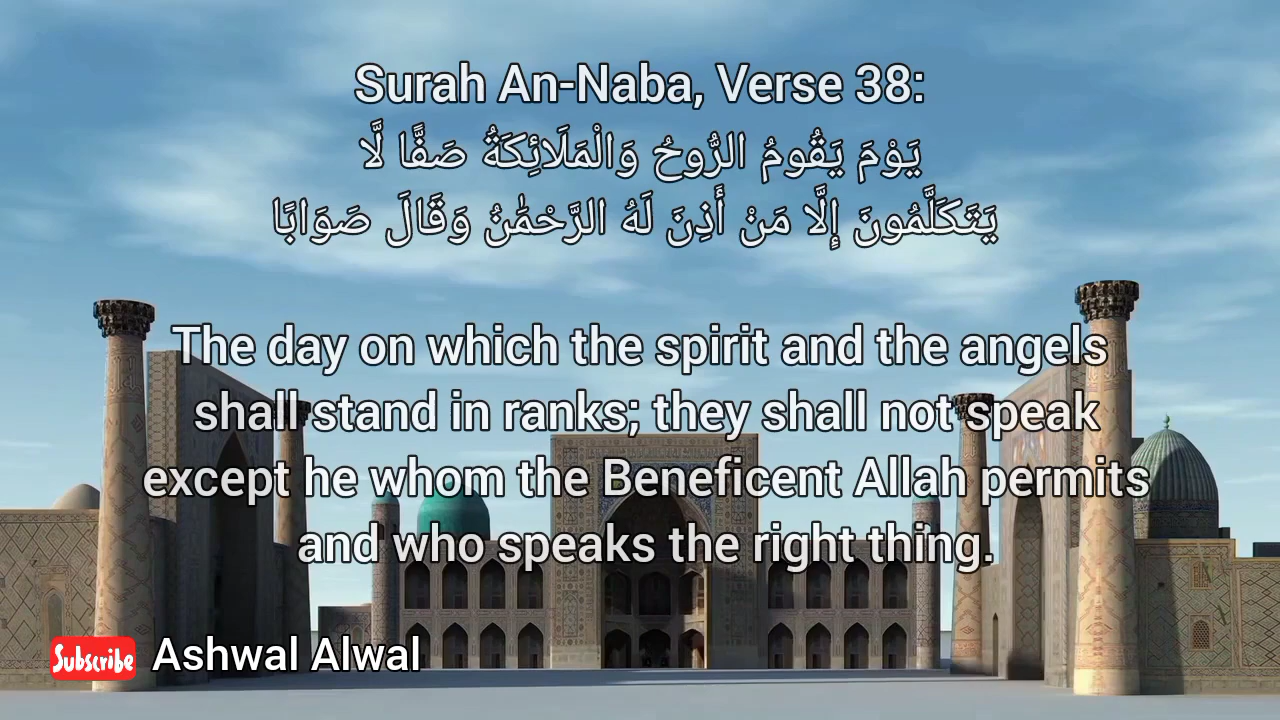 Surah An-Naba, Verse 38:
يَوْمَ يَقُومُ الرُّوحُ وَالْمَلَائِكَةُ صَفًّا لَّا
يَتَكَلَّمُونَ إِلَّا مَنْ أَذِنَ لَهُ الرَّحْمَٰنُ وَقَالَ صَوَابًا
The day on which the spirit and the angels
shall stand in ranks; they shall not speak
except he whom the Beneficent Allah permits
and who speaks the right thing.
Subscribe Ashwal Alwal